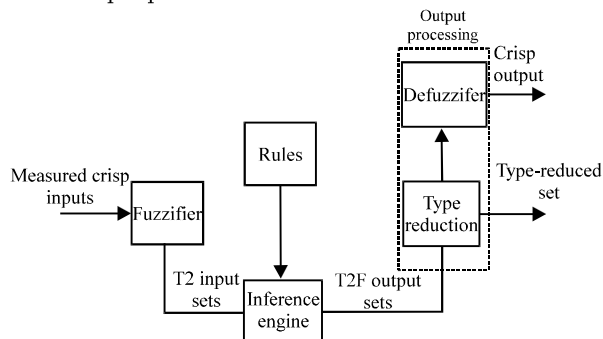 Output
processing
Crisp
output
Defuzzifer
Rules
Measured crisp
inputs
Fuzzifier
Type-reduced
set
Type
reduction
T2 input
sets
Inference
engine
T2F output
sets